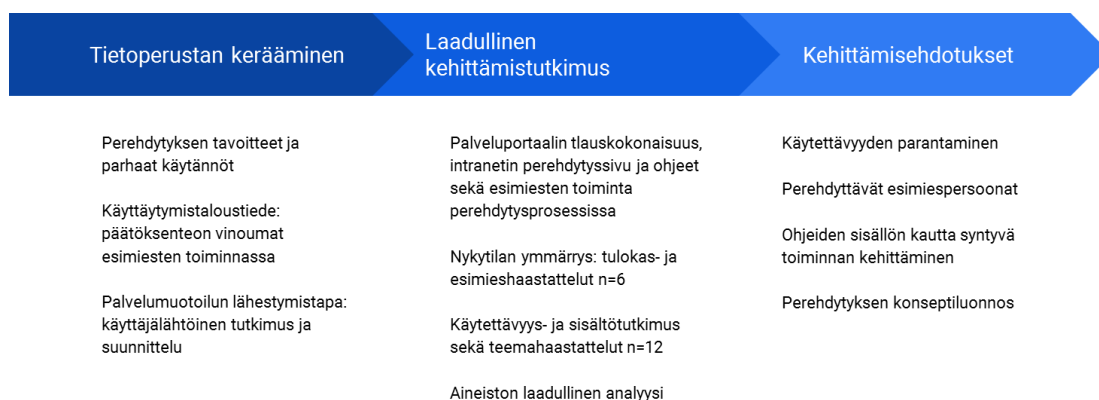 Tietoperustan kerääminen
Laadullinen
kehittämistutkimus
Kehittämisehdotukset
Perehdytyksen tavoitteet ja
parhaat käytännöt
Käyttäytymistaloustiede:
päätöksenteon vinoumat
esimiesten toiminnassa
Palvelumuotoilun lähestymistapa:
käyttäjälähtöinen tutkimus ja
suunnittelu
Palveluportaalin tlauskokonaisuus,
intranetin perehdytyssivu ja ohjeet
sekä esimiesten toiminta
perehdytysprosessissa
Nykytilan ymmärrys: tulokas- ja
esimieshaastattelut n=6
Käytettävyys- ja sisältötutkimus
sekä teemahaastattelut n=12
Aineiston laadullinen analyysi
Käytettävyyden parantaminen
Perehdyttävät esimiespersoonat
Ohjeiden sisällön kautta syntyvä
toiminnan kehittäminen
Perehdytyksen konseptiluonnos